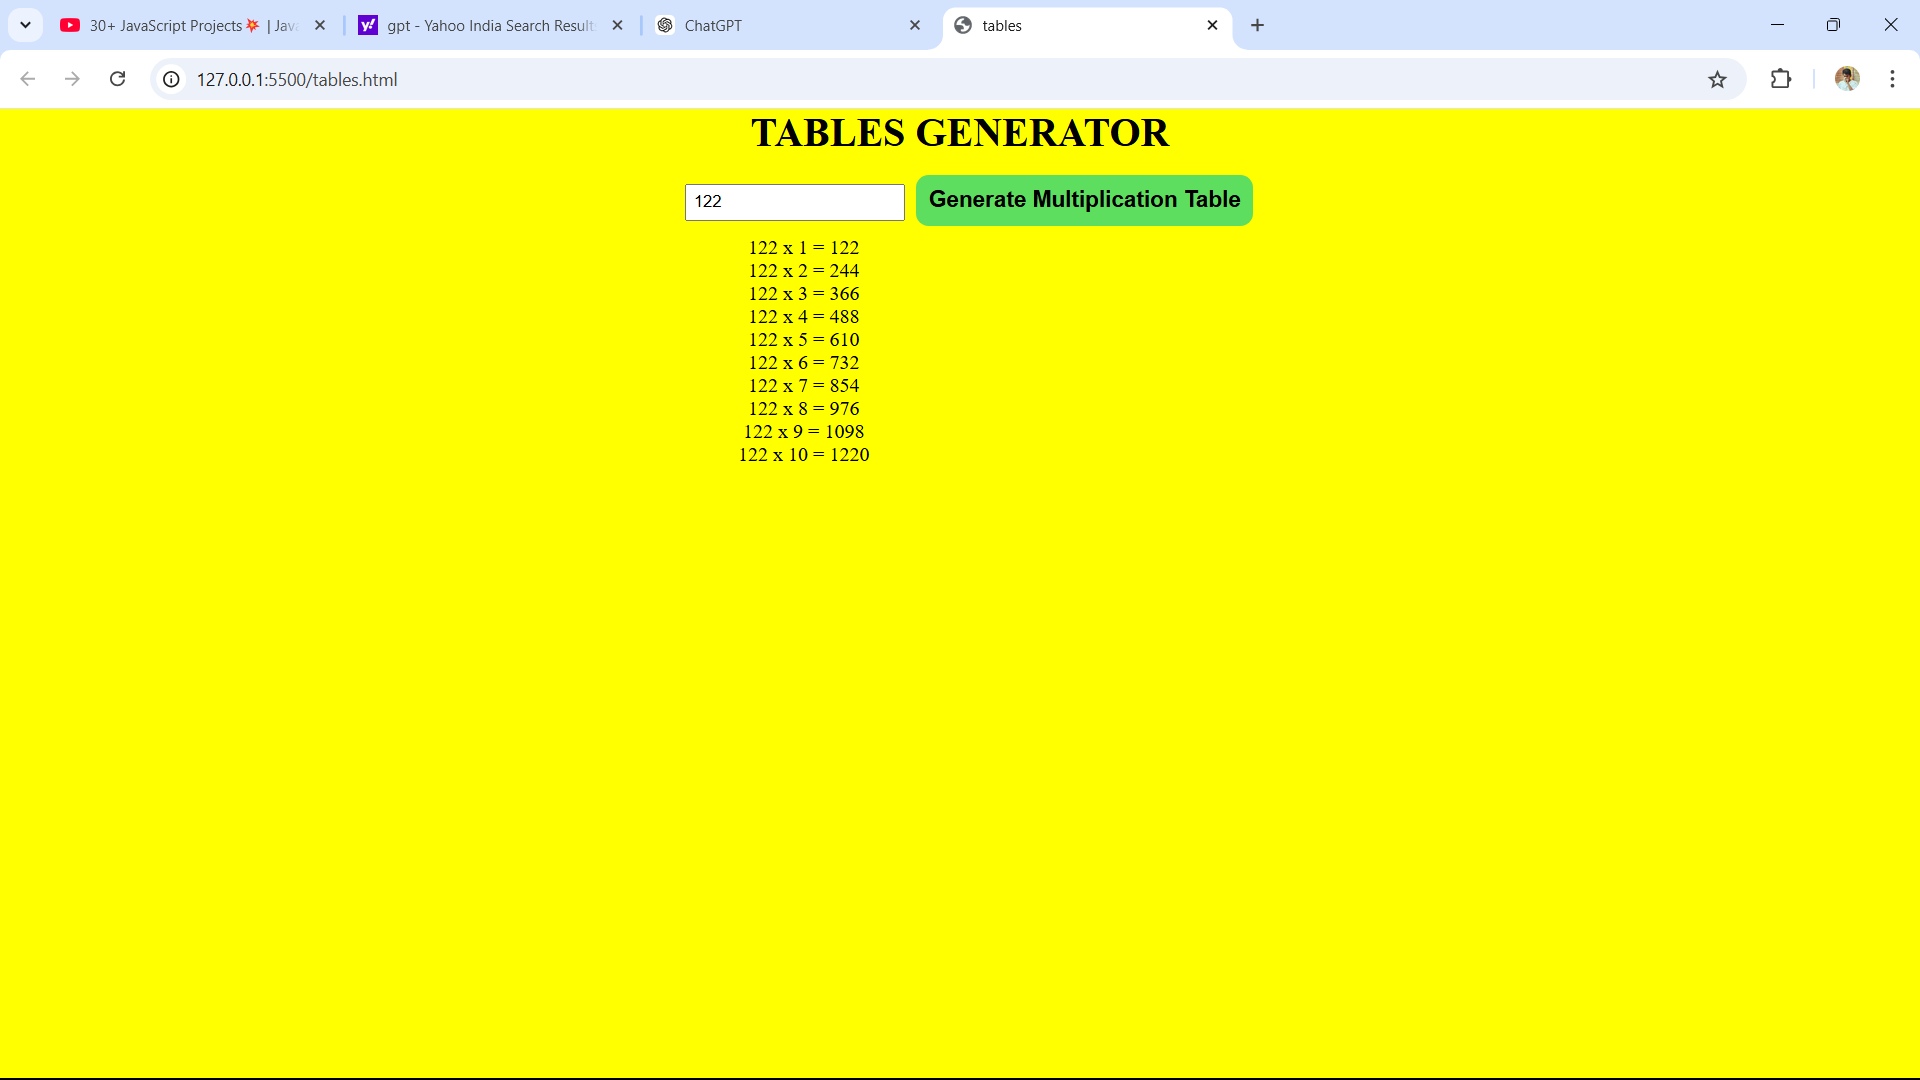 30+ JavaScript Projects💥 | Java
gpt - Yahoo India Search Result
ChatGPT
tables
127.0.0.1:5500/tables.html
TABLES GENERATOR
122
Generate Multiplication Table
122 x 1 = 122
122 x 2 = 244
122 x 3 = 366
122 x 4 = 488
122 x 5 = 610
122 x 6 = 732
122 x 7 = 854
122 x 8 = 976
122 x 9 = 1098
122 x 10 = 1220